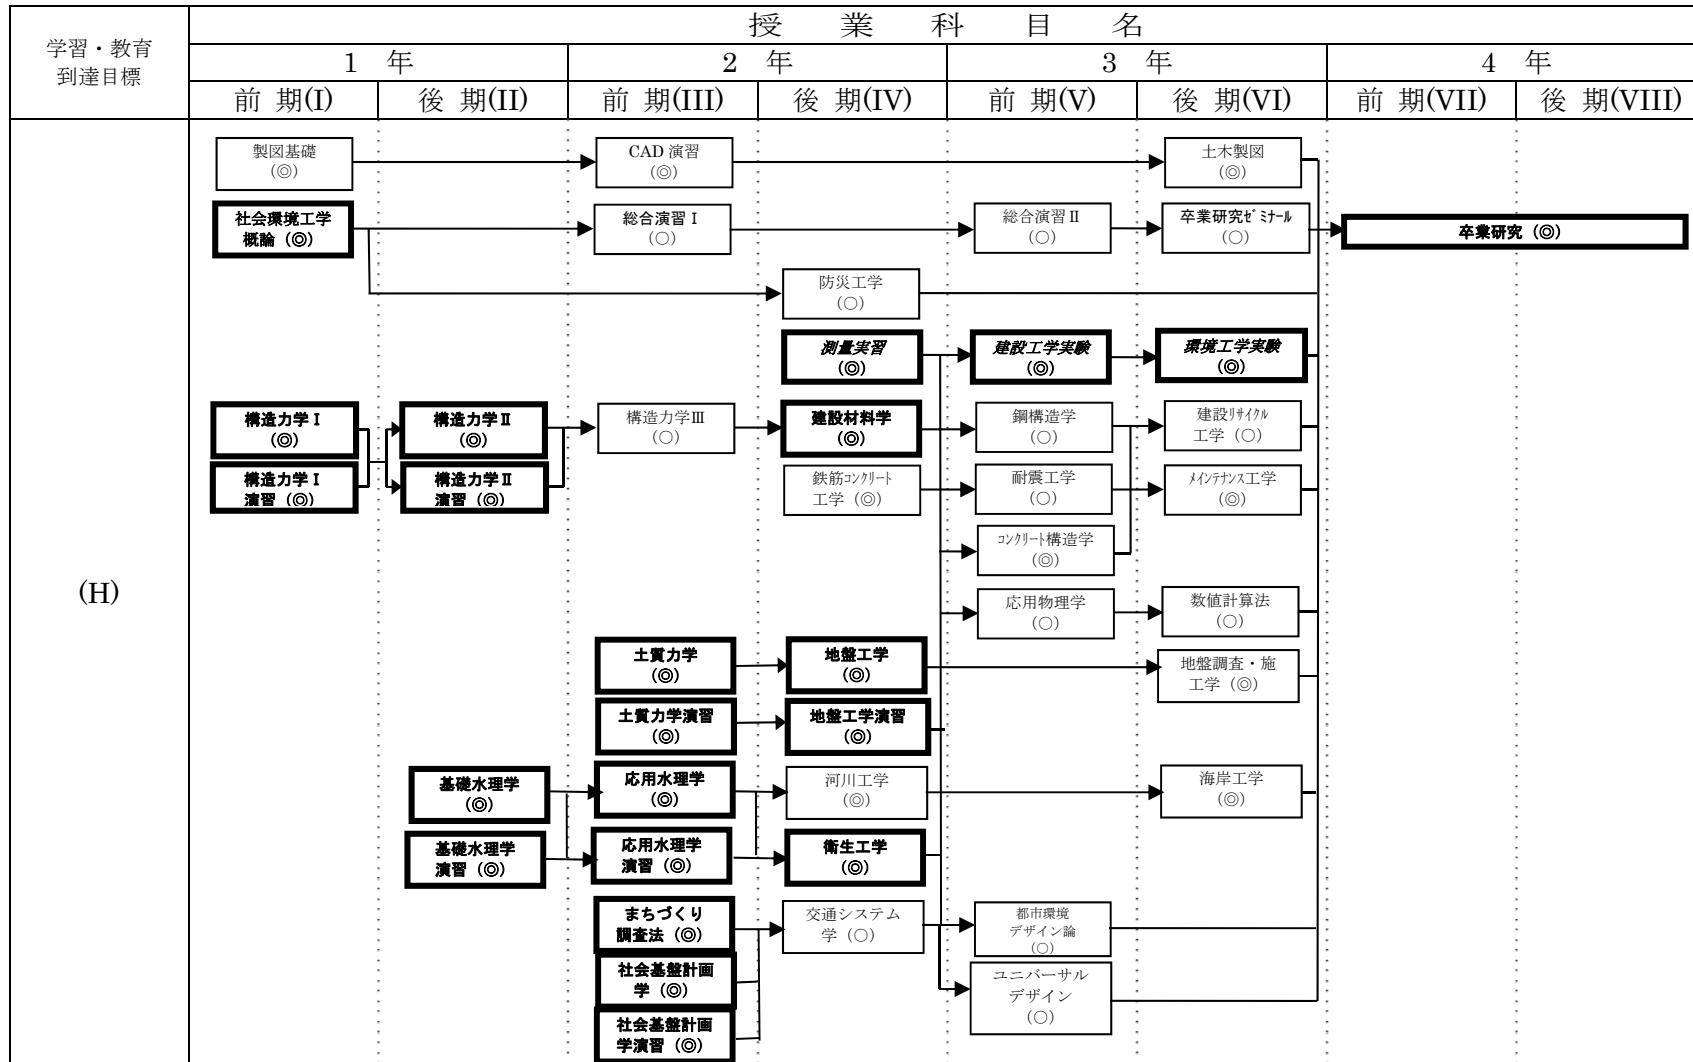 学習・教育
到達目標
授 業 科 目 名
1 年
2 年
3 年
4 年
前 期(I)
後 期(II)
前 期(III)
後 期(IV)
前 期(V)
後 期(VI)
前 期(VII)
後 期(VIII)
(H)
製図基礎
(◎)
CAD 演習
(◎)
土木製図
(◎)
社会環境工学
概論 (◎)
総合演習 I
(○)
総合演習 II
(○)
卒業研究ゼミナール
(○)
卒業研究 (◎)
防災工学
(○)
測量実習
(◎)
建設工学実験
(◎)
環境工学実験
(◎)
構造力学 I
(◎)
構造力学 II
(◎)
構造力学III
(○)
建設材料学
(◎)
鋼構造学
(○)
建設リサイクル
工学 (○)
構造力学 I
演習 (◎)
構造力学 II
演習 (◎)
鉄筋コンクリート
工学 (◎)
耐震工学
(○)
メインテナンス工学
(◎)
コンクリート構造学
(◎)
応用物理学
(○)
数値計算法
(○)
土質力学
(◎)
地盤工学
(◎)
地盤調査・施
工学 (◎)
土質力学演習
(◎)
地盤工学演習
(◎)
基礎水理学
(◎)
応用水理学
(◎)
河川工学
(◎)
海岸工学
(◎)
基礎水理学
演習 (◎)
応用水理学
演習 (◎)
衛生工学
(◎)
まちづくり
調査法 (◎)
交通システム
学 (○)
都市環境
デザイン論
(○)
社会基盤計画
学 (◎)
ユニバーサル
デザイン
(○)
社会基盤計画
学演習 (◎)